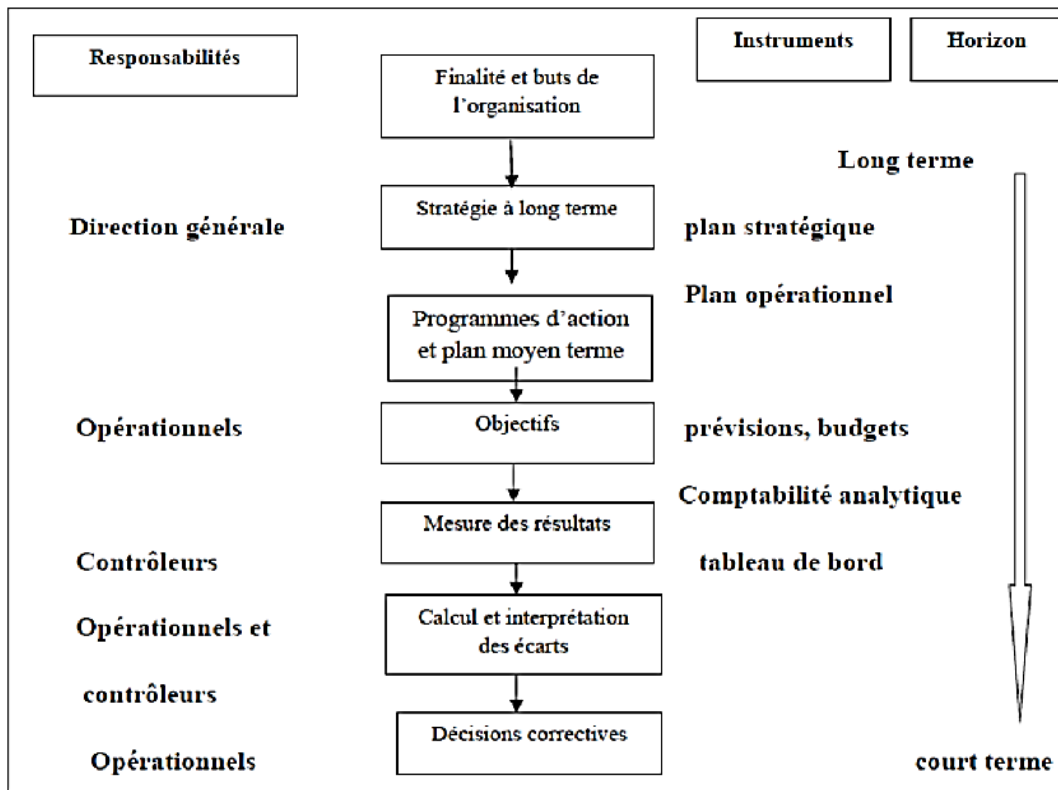 Responsabilités
Instruments
Horizon
Finalité et buts de
l'organisation
Long terme
Stratégie à long terme
Direction générale
plan stratégique
Plan opérationnel
Programmes d'action
et plan moyen terme
Opérationnels
Objectifs
prévisions, budgets
Comptabilité analytique
Mesure des résultats
Contrôleurs
tableau de bord
Opérationnels et
contrôleurs
Calcul et interprétation
des écarts
Décisions correctives
Opérationnels
court terme